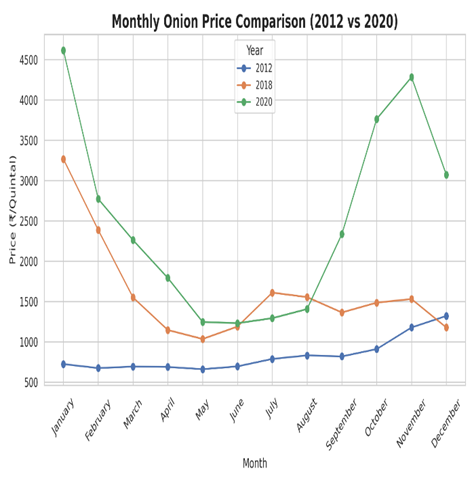 Monthly Onion Price Comparison (2012 vs 2020)
Year
2012
2018
2020
Price (₹/Quintal)
4500
4000
3500
3000
2500
2000
1500
1000
500
January
February
March
April
May
June
July
August
September
October
November
December
Month